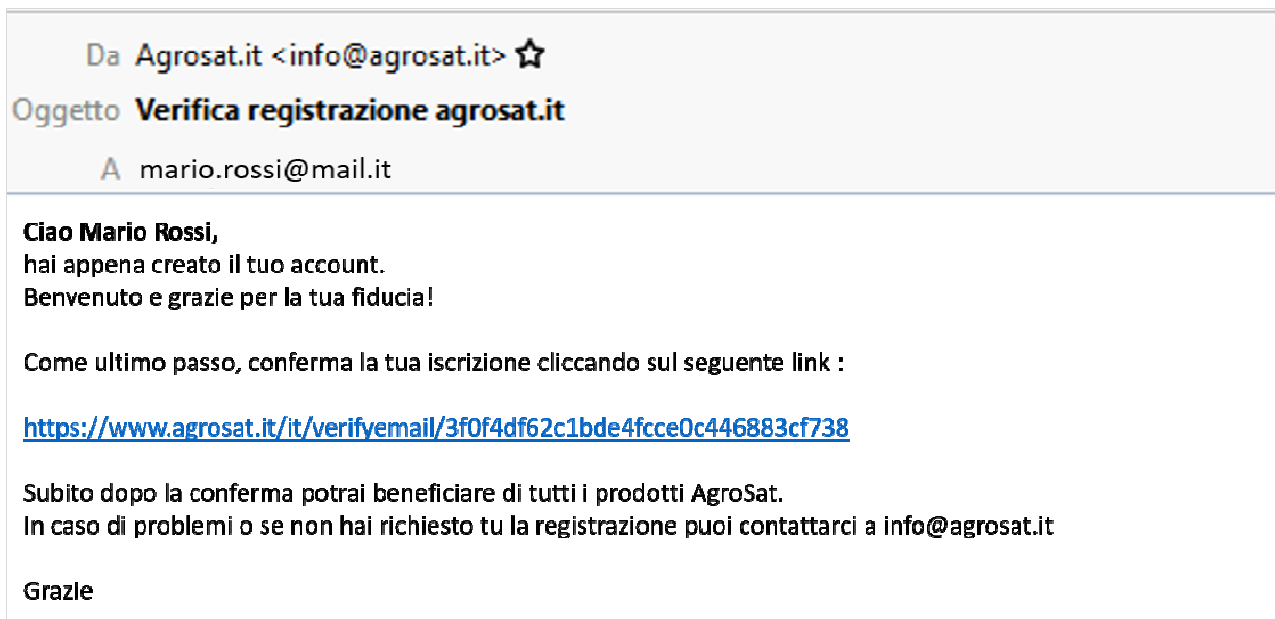 Da Agrosat.it <info@agrosat.it>
Oggetto Verifica registrazione agrosat.it
A mario.rossi@mail.it
Ciao Mario Rossi,
hai appena creato il tuo account.
Benvenuto e grazie per la tua fiducia!
Come ultimo passo, conferma la tua iscrizione cliccando sul seguente link :
https://www.agrosat.it/it/verifyemail/3f0f4df62c1bde4fcce0c446883cf738
Subito dopo la conferma potrai beneficiare di tutti i prodotti AgroSat.
In caso di problemi o se non hai richiesto tu la registrazione puoi contattarci a info@agrosat.it
Grazie